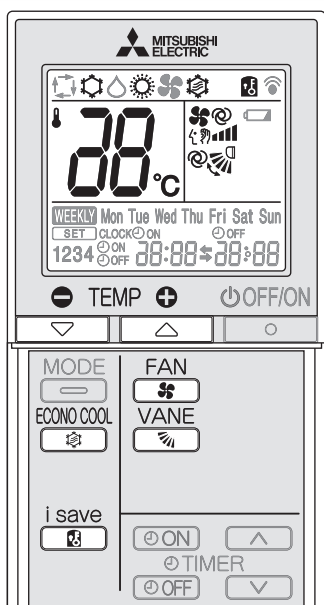 MITSUBISHI
ELECTRIC
88°C
WEEKLY Mon Tue Wed Thu Fri Sat Sun
SET CLOCK ON OFF
1234 ON OFF 88:88 88:88
TEMP OFF/ON
MODE FAN
ECONO COOL VANE
i save
ON
TIMER
OFF